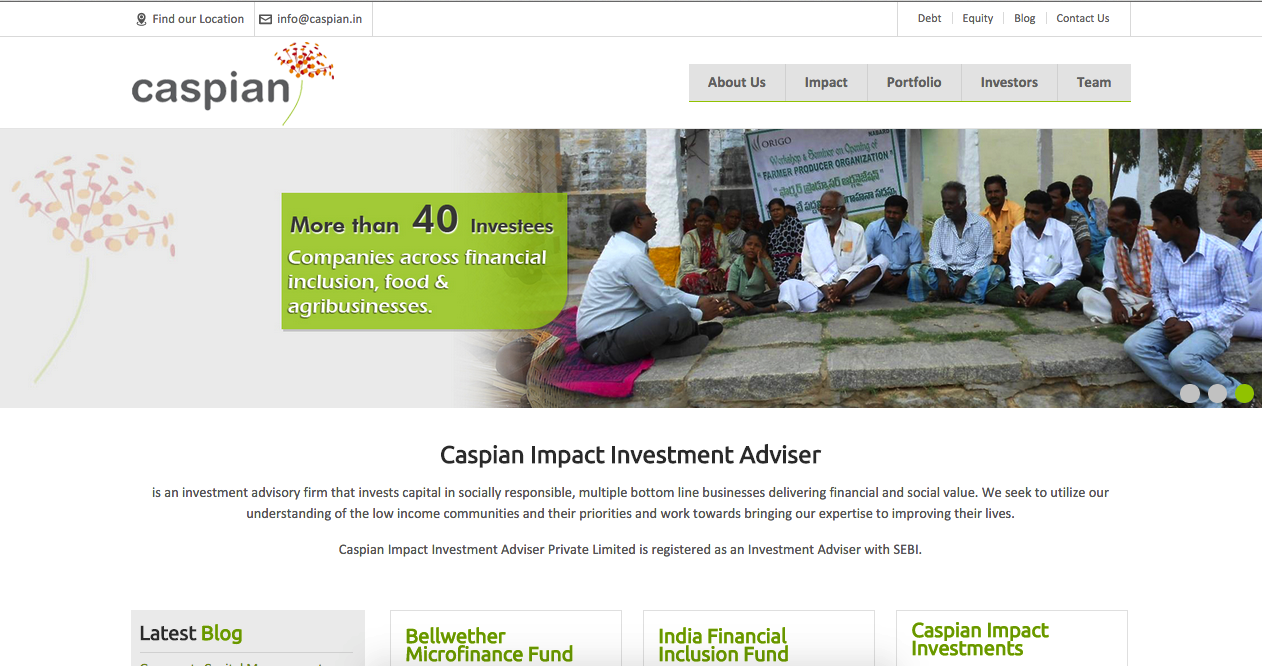 Find our Location
info@caspian.in
Debt
Equity
Blog
Contact Us
caspian
About Us
Impact
Portfolio
Investors
Team
More than 40 Investees
Companies across financial
inclusion, food &
agribusinesses.
ORIGO
NABARD
Workshop & Seminar on Opening of
"FARMER PRODUCER ORGANIZATION"
Caspian Impact Investment Adviser
is an investment advisory firm that invests capital in socially responsible, multiple bottom line businesses delivering financial and social value. We seek to utilize our
understanding of the low income communities and their priorities and work towards bringing our expertise to improving their lives.
Caspian Impact Investment Adviser Private Limited is registered as an Investment Adviser with SEBI.
Latest Blog
Bellwether
Microfinance Fund
India Financial
Inclusion Fund
Caspian Impact
Investments